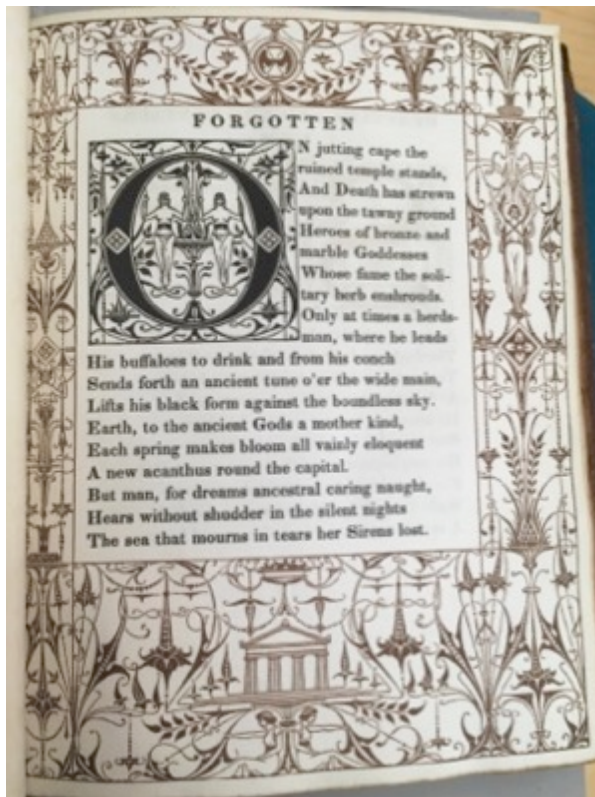 FORGOTTEN
ON jutting cape the
ruined temple stands,
And Death has strewn
upon the tawny ground
Heroes of bronze and
marble Goddesses
Whose fame the soli-
tary herb enshrouds.
Only at times a herds-
man, where he leads
His buffaloes to drink and from his conch
Sends forth an ancient tune o'er the wide main,
Lifts his black form against the boundless sky.
Earth, to the ancient Gods a mother kind,
Each spring makes bloom all vainly eloquent
A new acanthus round the capital.
But man, for dreams ancestral caring naught,
Hears without shudder in the silent nights
The sea that mourns in tears her Sirens lost.